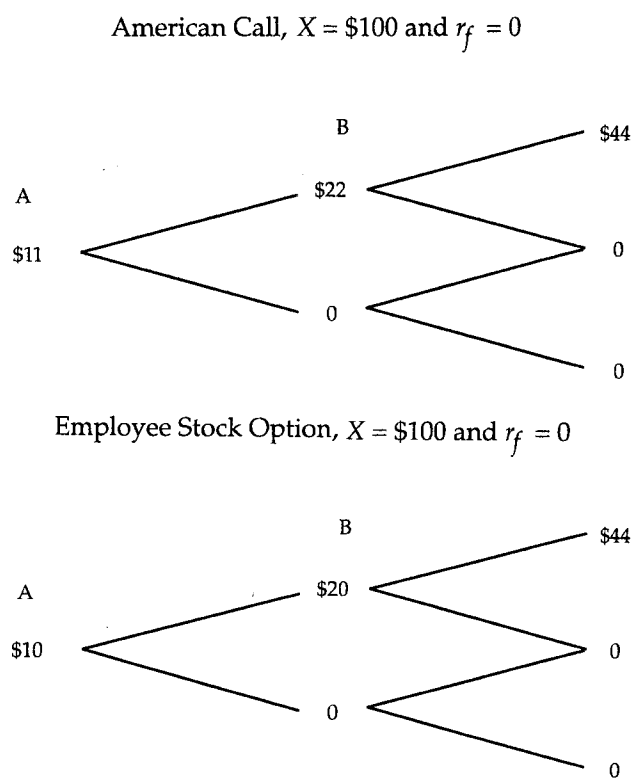 American Call, X = $100 and r_f = 0
B
$44
A
$22
$11
0
0
0
Employee Stock Option, X = $100 and r_f = 0
B
$44
A
$20
$10
0
0
0